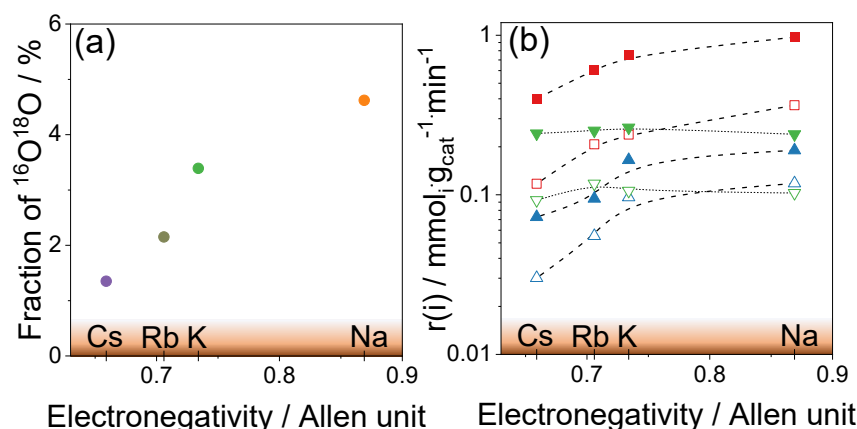 (a)
Fraction of ¹⁶O¹⁸O / %
6
4
2
0
Cs Rb K Na
0.7 0.8 0.9
Electronegativity / Allen unit
(b)
r(i) / mmolᵢ·g_cat⁻¹·min⁻¹
1
0.1
0.01
Cs Rb K Na
0.7 0.8 0.9
Electronegativity / Allen unit